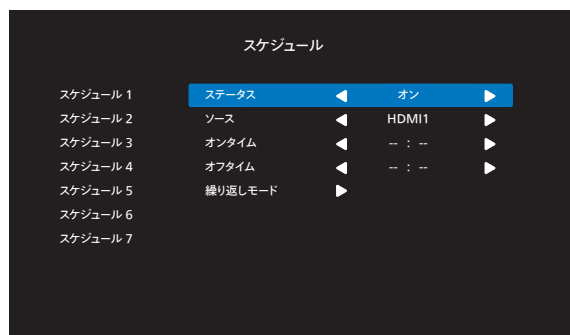 スケジュール
スケジュール 1 ステータス オン
スケジュール 2 ソース HDMI1
スケジュール 3 オンタイム -- : --
スケジュール 4 オフタイム -- : --
スケジュール 5 繰り返しモード
スケジュール 6
スケジュール 7